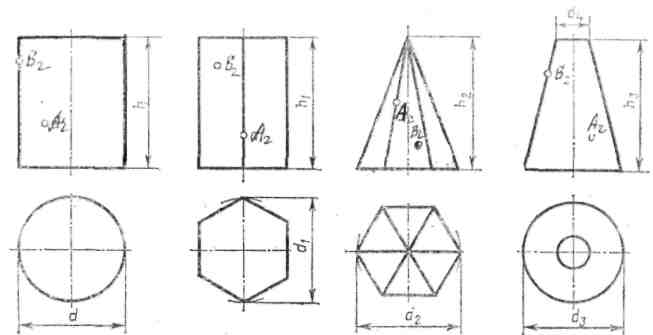 d₄
B₂
A₂
h
B₂
A₂
h₁
A₂
B₂
h₂
B₂
A₂
h₃
d
d₁
d₂
d₃